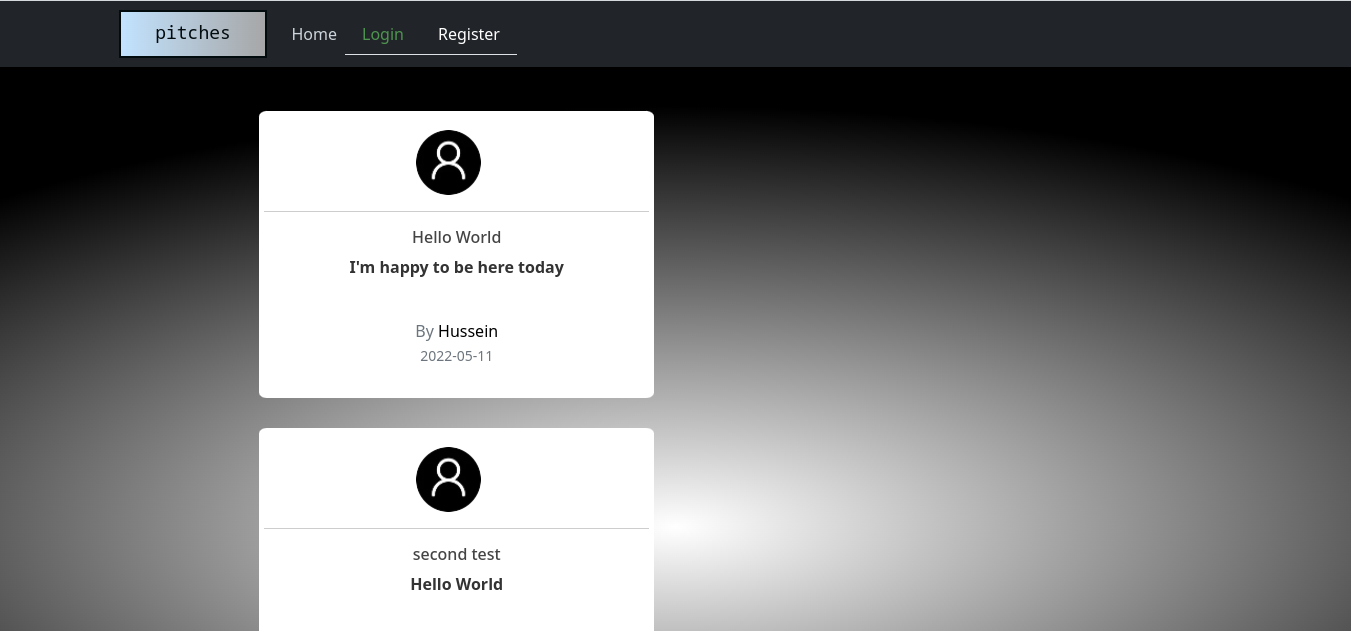 pitches Home Login Register
Hello World
I'm happy to be here today
By Hussein
2022-05-11
second test
Hello World